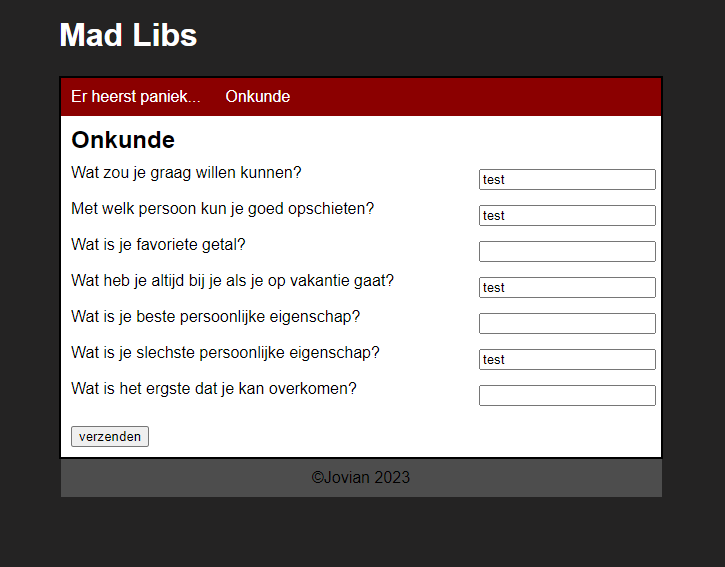 Mad Libs
Er heerst paniek... Onkunde
Onkunde
Wat zou je graag willen kunnen? test
Met welk persoon kun je goed opschieten? test
Wat is je favoriete getal?
Wat heb je altijd bij je als je op vakantie gaat? test
Wat is je beste persoonlijke eigenschap?
Wat is je slechste persoonlijke eigenschap? test
Wat is het ergste dat je kan overkomen?
verzenden
©Jovian 2023